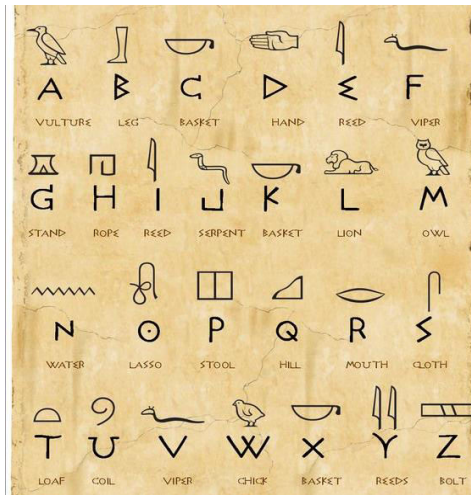 A B C D E F
VULTURE LEG BASKET HAND REED VIPER
G H I J K L M
STAND ROPE REED SERPENT BASKET LION OWL
N O P Q R S
WATER LASSO STOOL HILL MOUTH CLOTH
T U V W X Y Z
LOAF COIL VIPER CHICK BASKET REEDS BOLT